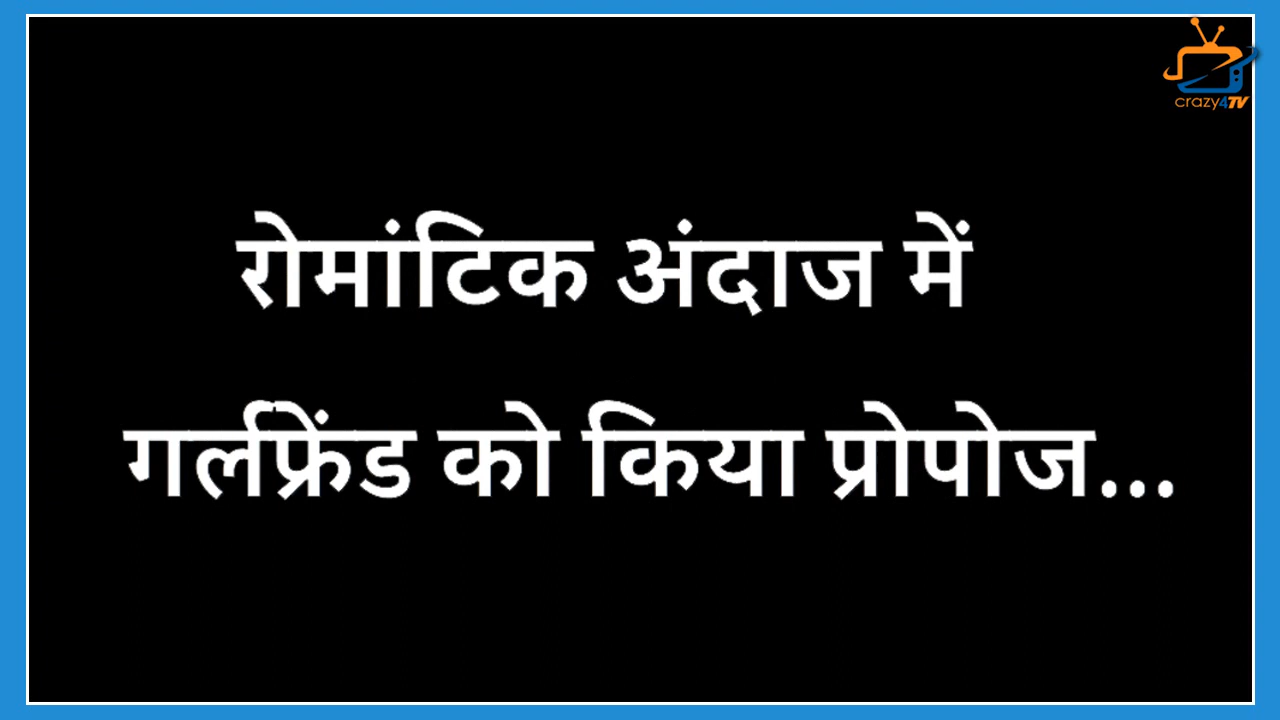 crazy4TV
रोमांटिक अंदाज में
गर्लफ्रेंड को किया प्रोपोज...